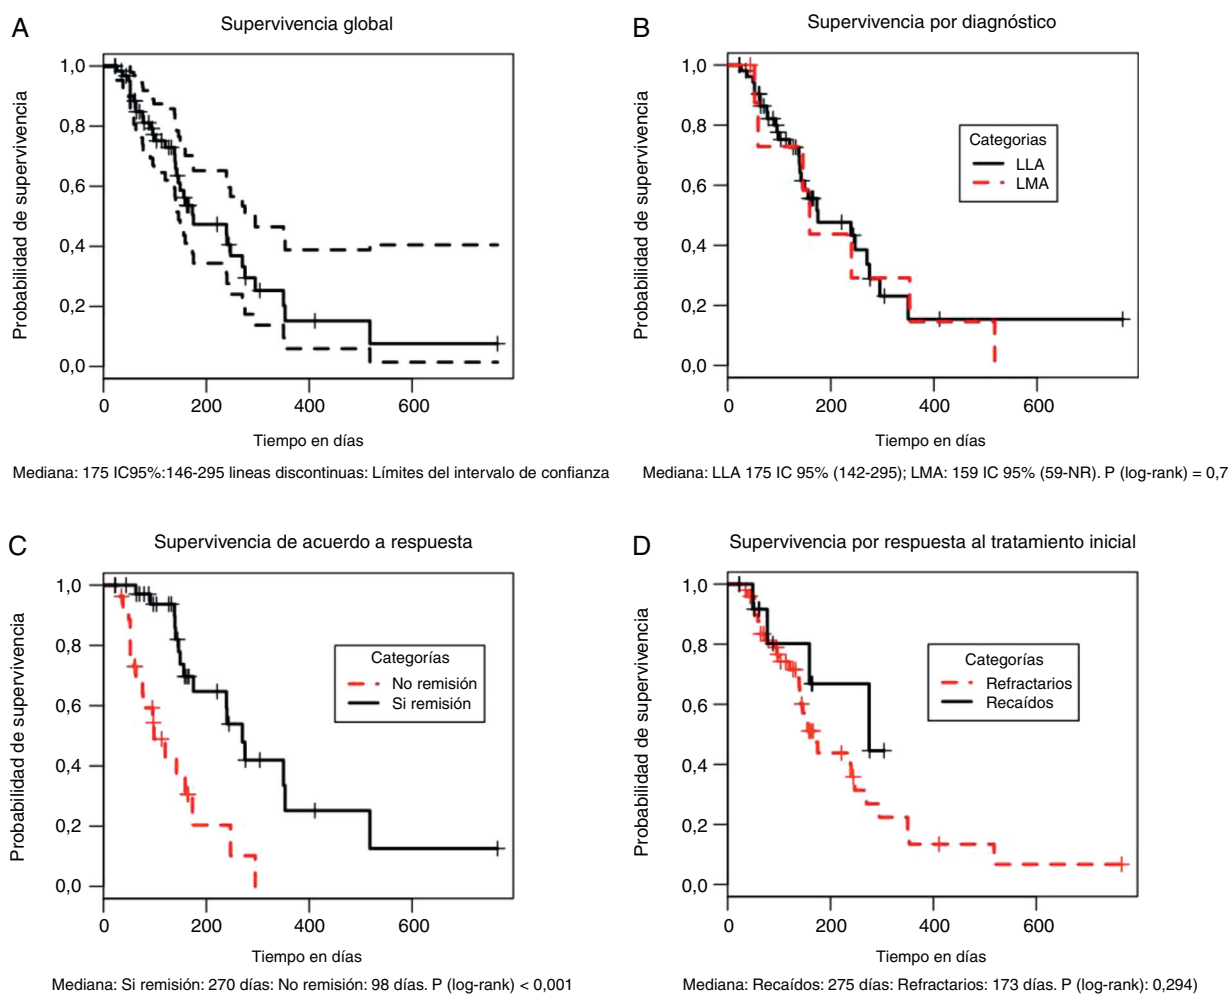 A
Supervivencia global
Probabilidad de supervivencia
1,0
0,8
0,6
0,4
0,2
0,0
0
200
400
600
Tiempo en días
Mediana: 175 IC95%:146-295 lineas discontinuas: Límites del intervalo de confianza
B
Supervivencia por diagnóstico
Probabilidad de supervivencia
1,0
0,8
0,6
0,4
0,2
0,0
Categorias
LLA
LMA
0
200
400
600
Tiempo en días
Mediana: LLA 175 IC 95% (142-295); LMA: 159 IC 95% (59-NR). P (log-rank) = 0,7
C
Supervivencia de acuerdo a respuesta
Probabilidad de supervivencia
1,0
0,8
0,6
0,4
0,2
0,0
Categorías
No remisión
Si remisión
0
200
400
600
Tiempo en días
Mediana: Si remisión: 270 días: No remisión: 98 días. P (log-rank) < 0,001
D
Supervivencia por respuesta al tratamiento inicial
Probabilidad de supervivencia
1,0
0,8
0,6
0,4
0,2
0,0
Categorías
Refractarios
Recaídos
0
200
400
600
Tiempo en días
Mediana: Recaídos: 275 días: Refractarios: 173 días. P (log-rank): 0,294)